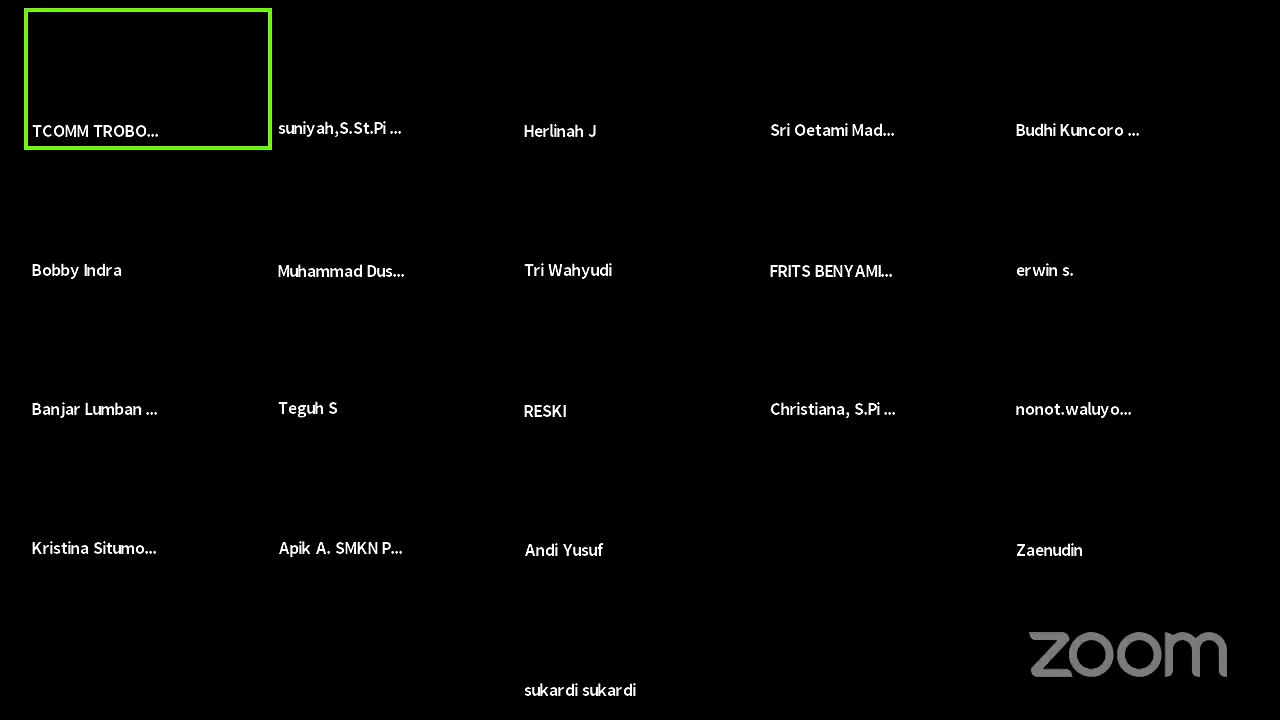 TCOMM TROBO...
suniyah,S.St.Pi ...
Herlinah J
Sri Oetami Mad...
Budhi Kuncoro ...
Bobby Indra
Muhammad Dus...
Tri Wahyudi
FRITS BENYAMI...
erwin s.
Banjar Lumban ...
Teguh S
RESKI
Christiana, S.Pi ...
nonot.waluyo...
Kristina Situmo...
Apik A. SMKN P...
Andi Yusuf
Zaenudin
sukardi sukardi
zoom